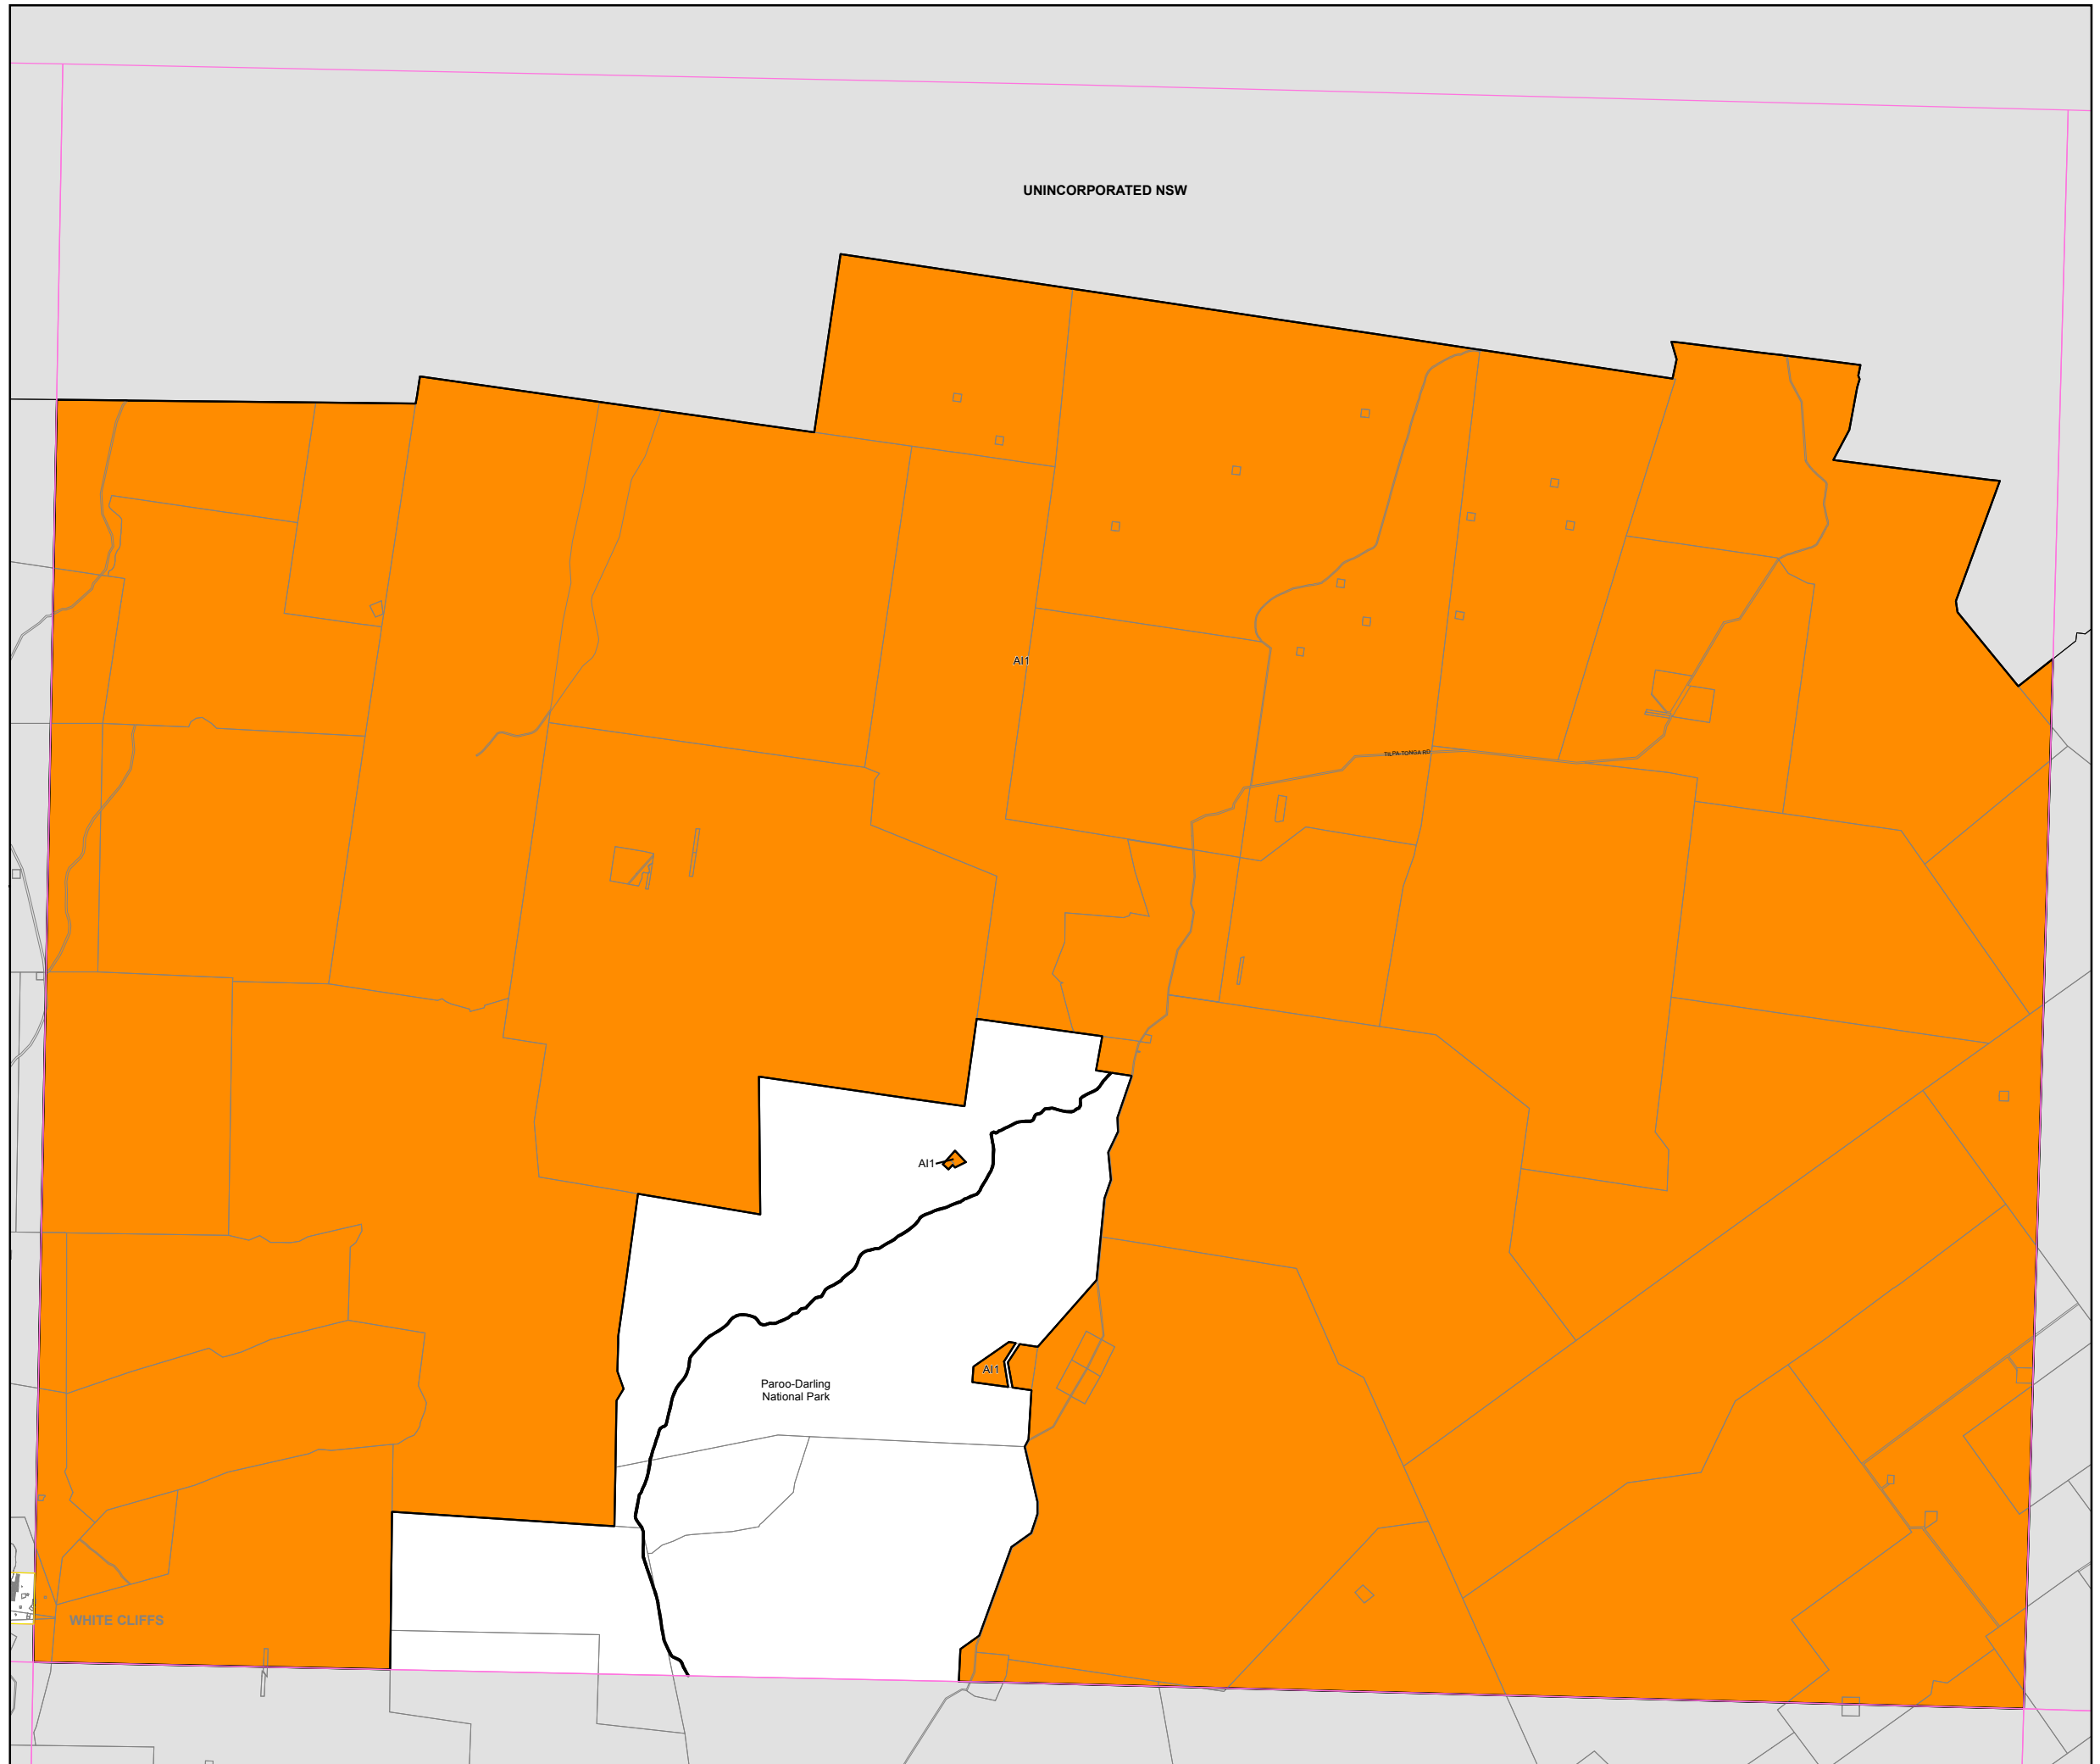 UNINCORPORATED NSW
AI1
TILPA-TONGA RD
AI1
AI1
Paroo-Darling
National Park
WHITE CLIFFS